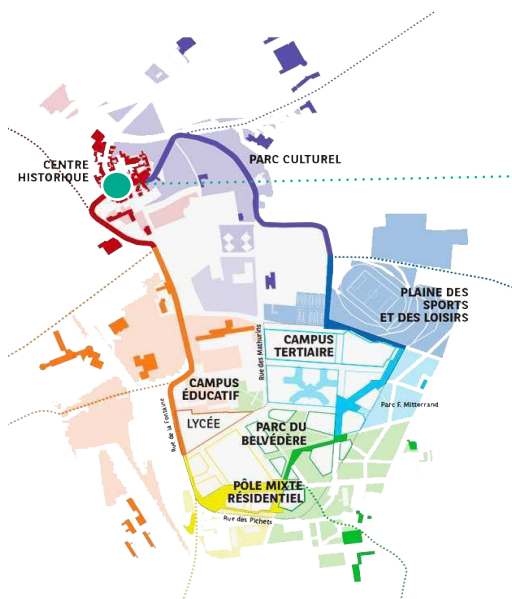 PARC CULTUREL
CENTRE
HISTORIQUE
PLAINE DES
SPORTS
ET DES LOISIRS
Rue des Mathurins
CAMPUS
TERTIAIRE
CAMPUS
ÉDUCATIF
Parc F. Mitterrand
Rue de la Fontaine
LYCÉE
PARC DU
BELVÉDÈRE
PÔLE MIXTE
RÉSIDENTIEL
Rue des Pichets